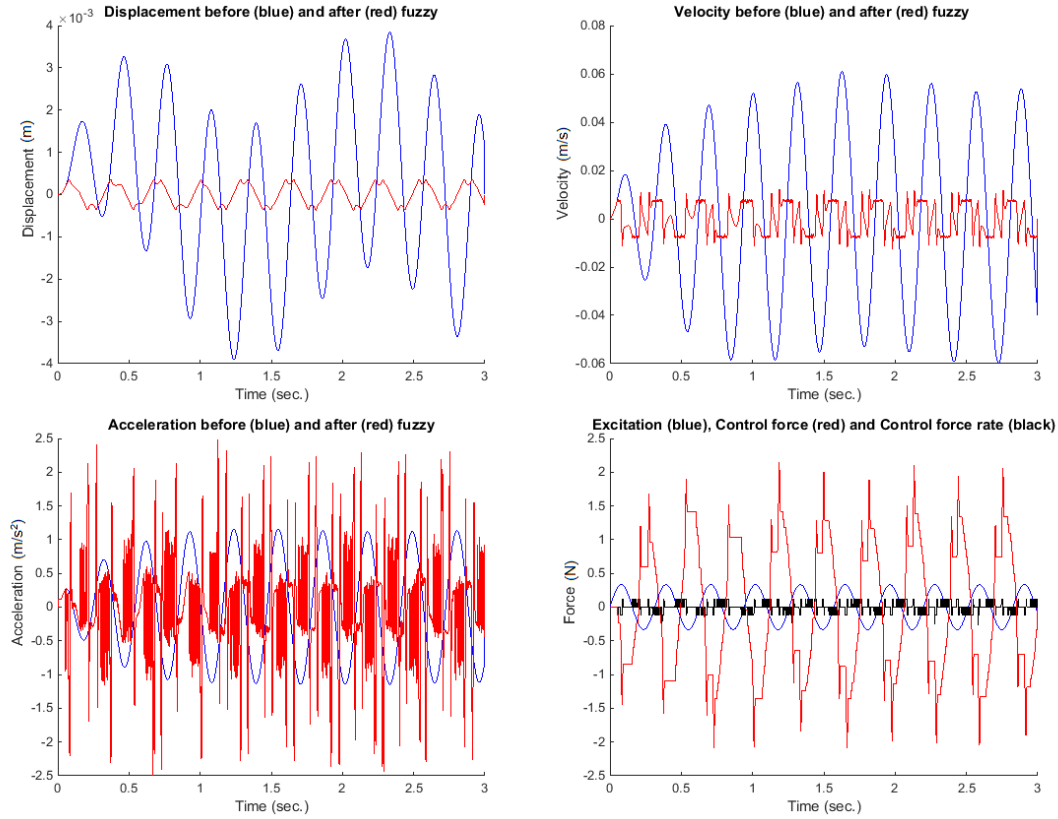 Displacement before (blue) and after (red) fuzzy
×10⁻³
4
3
2
1
0
-1
-2
-3
-4
Displacement (m)
0 0.5 1 1.5 2 2.5 3
Time (sec.)
Velocity before (blue) and after (red) fuzzy
0.08
0.06
0.04
0.02
0
-0.02
-0.04
-0.06
Velocity (m/s)
0 0.5 1 1.5 2 2.5 3
Time (sec.)
Acceleration before (blue) and after (red) fuzzy
2.5
2
1.5
1
0.5
0
-0.5
-1
-1.5
-2
-2.5
Acceleration (m/s²)
0 0.5 1 1.5 2 2.5 3
Time (sec.)
Excitation (blue), Control force (red) and Control force rate (black)
2.5
2
1.5
1
0.5
0
-0.5
-1
-1.5
-2
-2.5
Force (N)
0 0.5 1 1.5 2 2.5 3
Time (sec.)